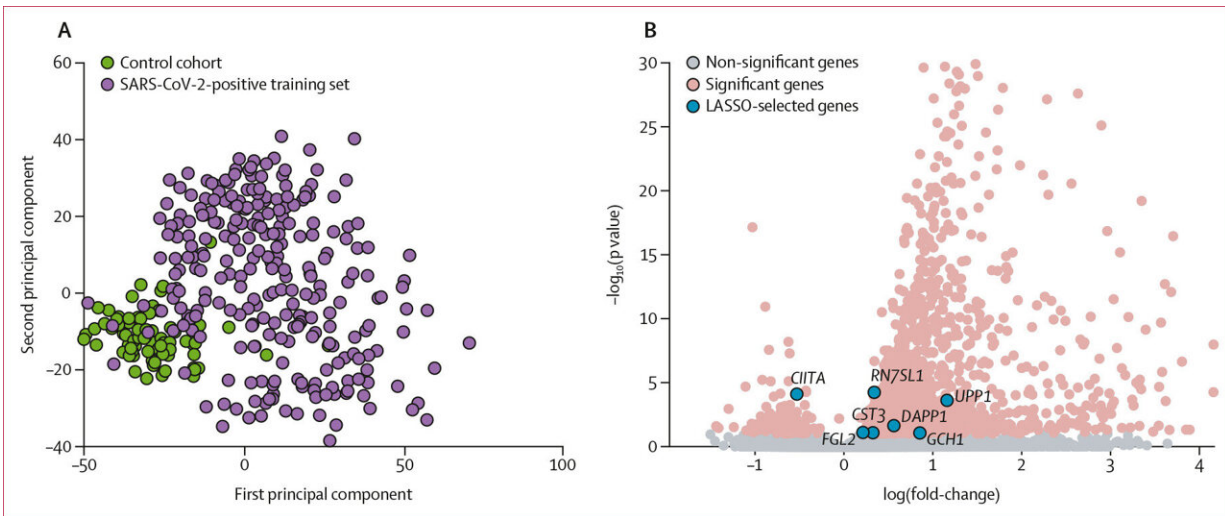 A
Control cohort
SARS-CoV-2-positive training set
60
40
20
0
−20
−40
−50
0
50
100
Second principal component
First principal component
B
Non-significant genes
Significant genes
LASSO-selected genes
30
25
20
15
10
5
0
−1
0
1
2
3
4
−log₁₀(p value)
log(fold-change)
CIITA
RN7SL1
UPP1
CST3
DAPP1
FGL2
GCH1